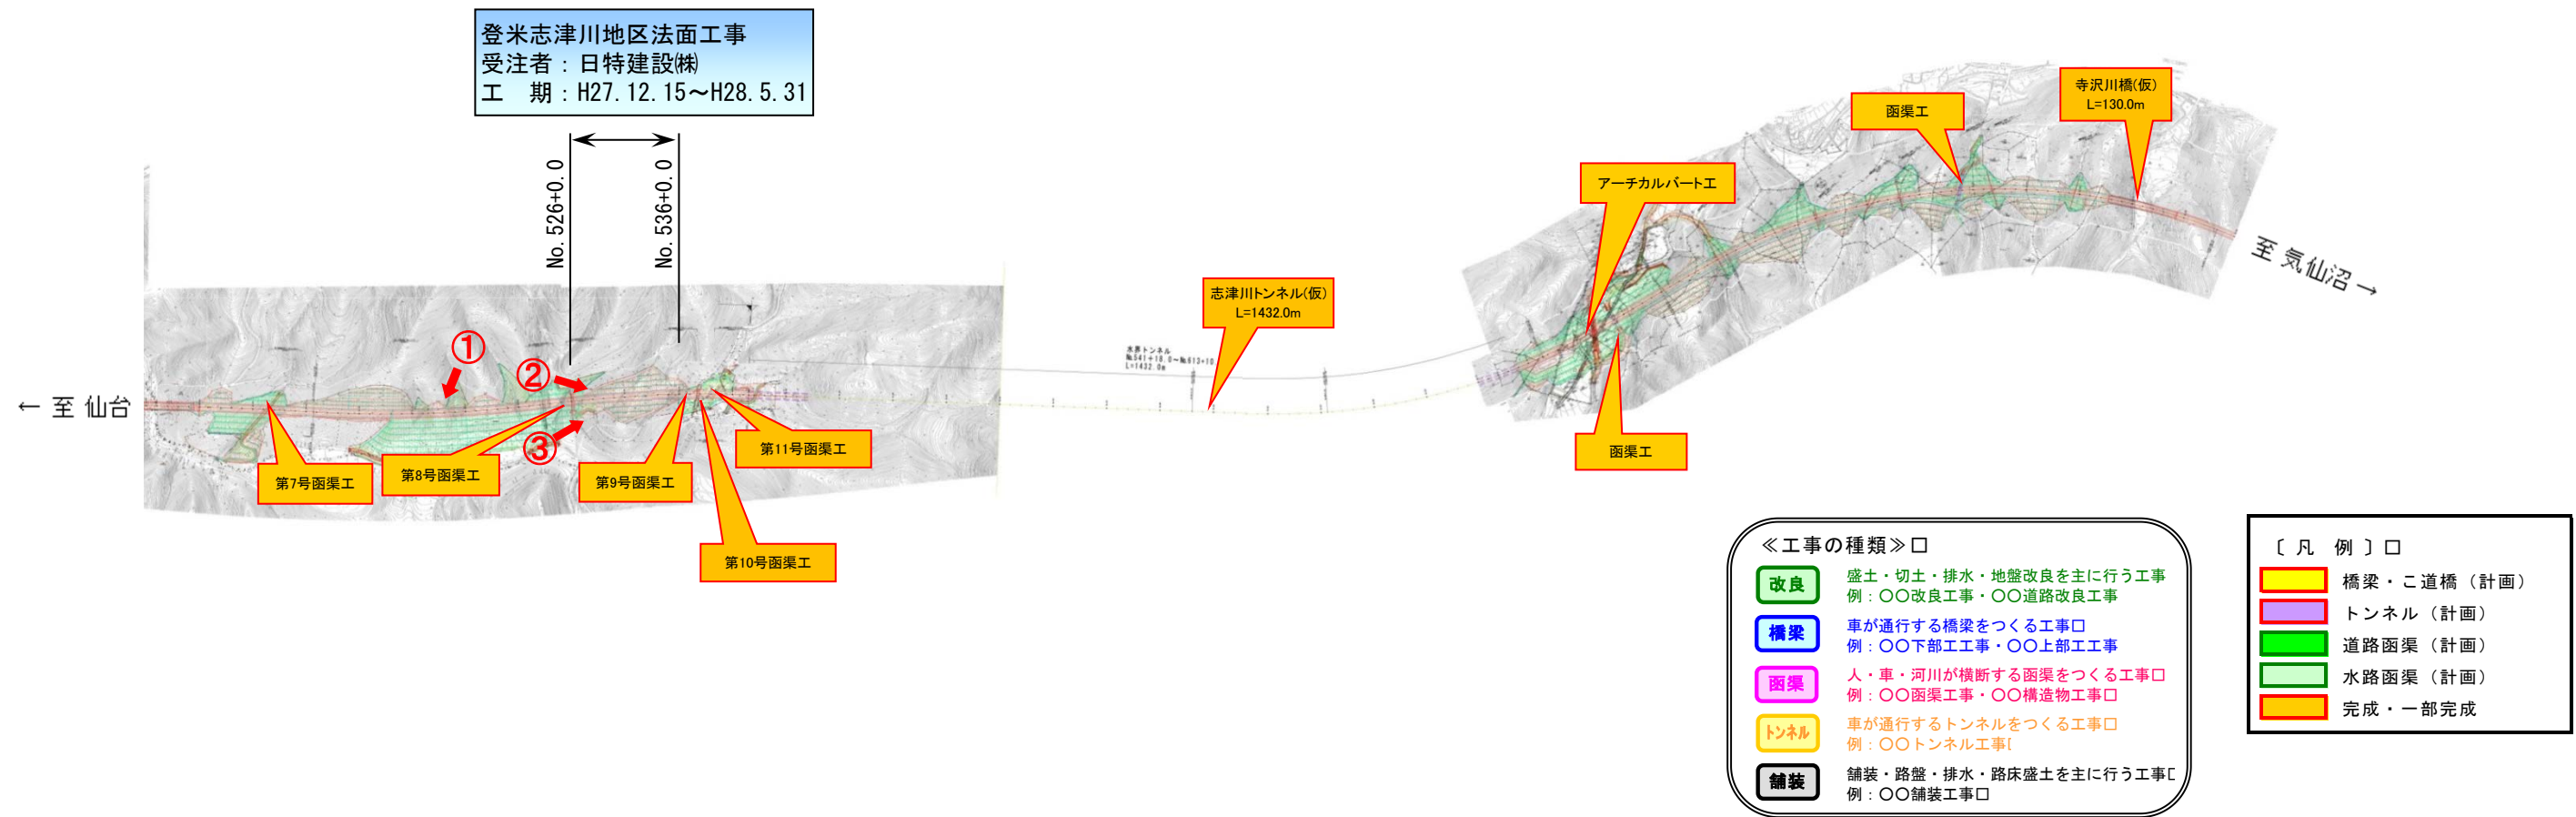 登米志津川地区法面工事
受注者：日特建設㈱
工　期：H27.12.15～H28.5.31
No.526+0.0
No.536+0.0
← 至 仙台
①
②
③
第7号函渠工
第8号函渠工
第9号函渠工
第10号函渠工
第11号函渠工
志津川トンネル(仮)
L=1432.0m
水界トンネル
№541+18.0～№613+10
L=1432.0m
アーチカルバート工
函渠工
函渠工
寺沢川橋(仮)
L=130.0m
至 気仙沼 →
≪工事の種類≫□
改良
盛土・切土・排水・地盤改良を主に行う工事
例：〇〇改良工事・〇〇道路改良工事
橋梁
車が通行する橋梁をつくる工事□
例：〇〇下部工工事・〇〇上部工工事
函渠
人・車・河川が横断する函渠をつくる工事□
例：〇〇函渠工事・〇〇構造物工事□
トンネル
車が通行するトンネルをつくる工事□
例：〇〇トンネル工事[
舗装
舗装・路盤・排水・路床盛土を主に行う工事□
例：〇〇舗装工事□
〔 凡　例 〕□
橋梁・こ道橋（計画）
トンネル（計画）
道路函渠（計画）
水路函渠（計画）
完成・一部完成